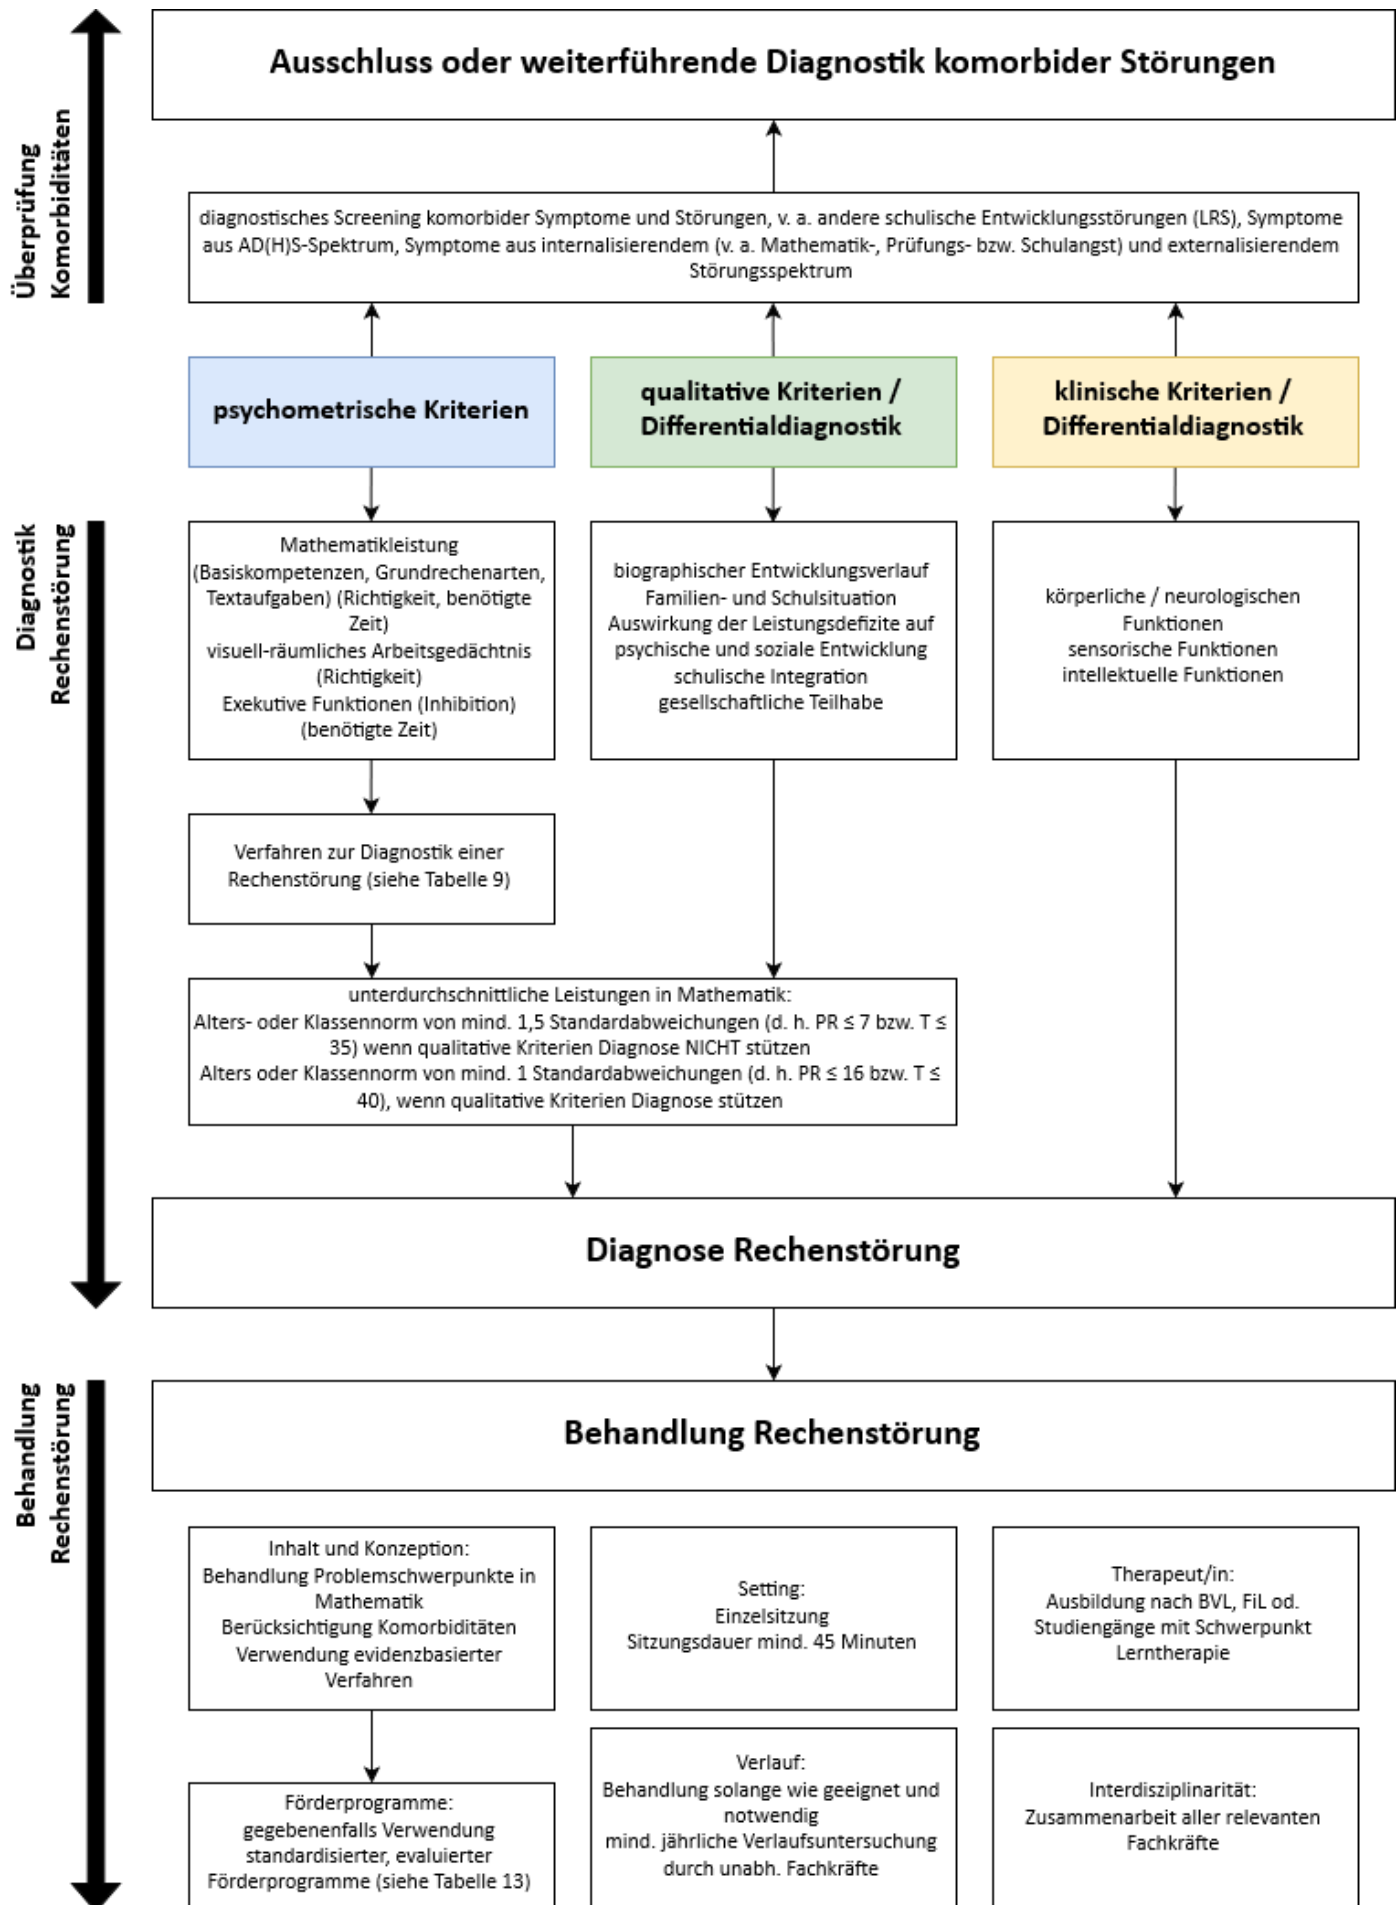 Ausschluss oder weiterführende Diagnostik komorbider Störungen
Überprüfung
Komorbiditäten
diagnostisches Screening komorbider Symptome und Störungen, v. a. andere schulische Entwicklungsstörungen (LRS), Symptome
aus AD(H)S-Spektrum, Symptome aus internalisierendem (v. a. Mathematik-, Prüfungs- bzw. Schulangst) und externalisierendem
Störungsspektrum
psychometrische Kriterien
qualitative Kriterien /
Differentialdiagnostik
klinische Kriterien /
Differentialdiagnostik
Diagnostik
Rechenstörung
Mathematikleistung
(Basiskompetenzen, Grundrechenarten,
Textaufgaben) (Richtigkeit, benötigte
Zeit)
visuell-räumliches Arbeitsgedächtnis
(Richtigkeit)
Exekutive Funktionen (Inhibition)
(benötigte Zeit)
biographischer Entwicklungsverlauf
Familien- und Schulsituation
Auswirkung der Leistungsdefizite auf
psychische und soziale Entwicklung
schulische Integration
gesellschaftliche Teilhabe
körperliche / neurologischen
Funktionen
sensorische Funktionen
intellektuelle Funktionen
Verfahren zur Diagnostik einer
Rechenstörung (siehe Tabelle 9)
unterdurchschnittliche Leistungen in Mathematik:
Alters- oder Klassennorm von mind. 1,5 Standardabweichungen (d. h. PR ≤ 7 bzw. T ≤
35) wenn qualitative Kriterien Diagnose NICHT stützen
Alters oder Klassennorm von mind. 1 Standardabweichungen (d. h. PR ≤ 16 bzw. T ≤
40), wenn qualitative Kriterien Diagnose stützen
Diagnose Rechenstörung
Behandlung
Rechenstörung
Behandlung Rechenstörung
Inhalt und Konzeption:
Behandlung Problemschwerpunkte in
Mathematik
Berücksichtigung Komorbiditäten
Verwendung evidenzbasierter
Verfahren
Setting:
Einzelsitzung
Sitzungsdauer mind. 45 Minuten
Therapeut/in:
Ausbildung nach BVL, FiL od.
Studiengänge mit Schwerpunkt
Lerntherapie
Förderprogramme:
gegebenenfalls Verwendung
standardisierter, evaluierter
Förderprogramme (siehe Tabelle 13)
Verlauf:
Behandlung solange wie geeignet und
notwendig
mind. jährliche Verlaufsuntersuchung
durch unabh. Fachkräfte
Interdisziplinarität:
Zusammenarbeit aller relevanten
Fachkräfte